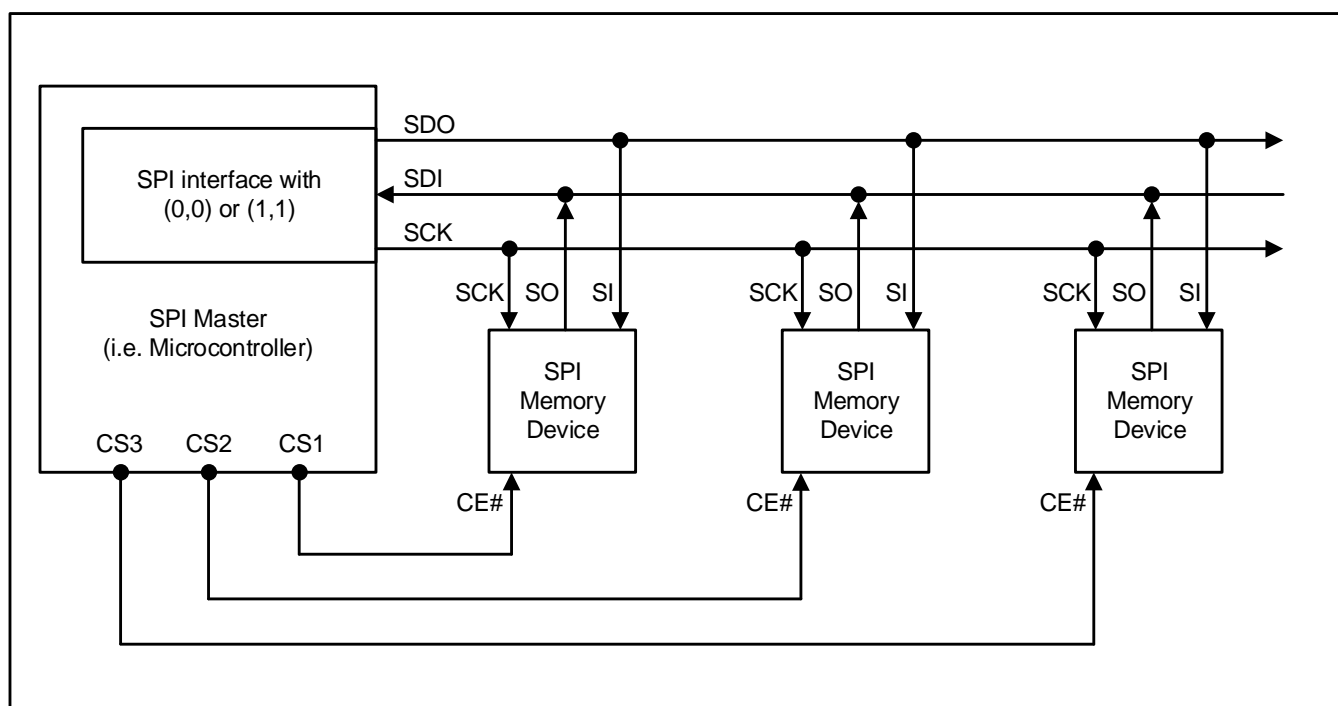 SDO
SPI interface with
(0,0) or (1,1)
SDI
SCK
SPI Master
(i.e. Microcontroller)
SCK
SO
SI
SCK
SO
SI
SCK
SO
SI
SPI
Memory
Device
SPI
Memory
Device
SPI
Memory
Device
CS3
CS2
CS1
CE#
CE#
CE#